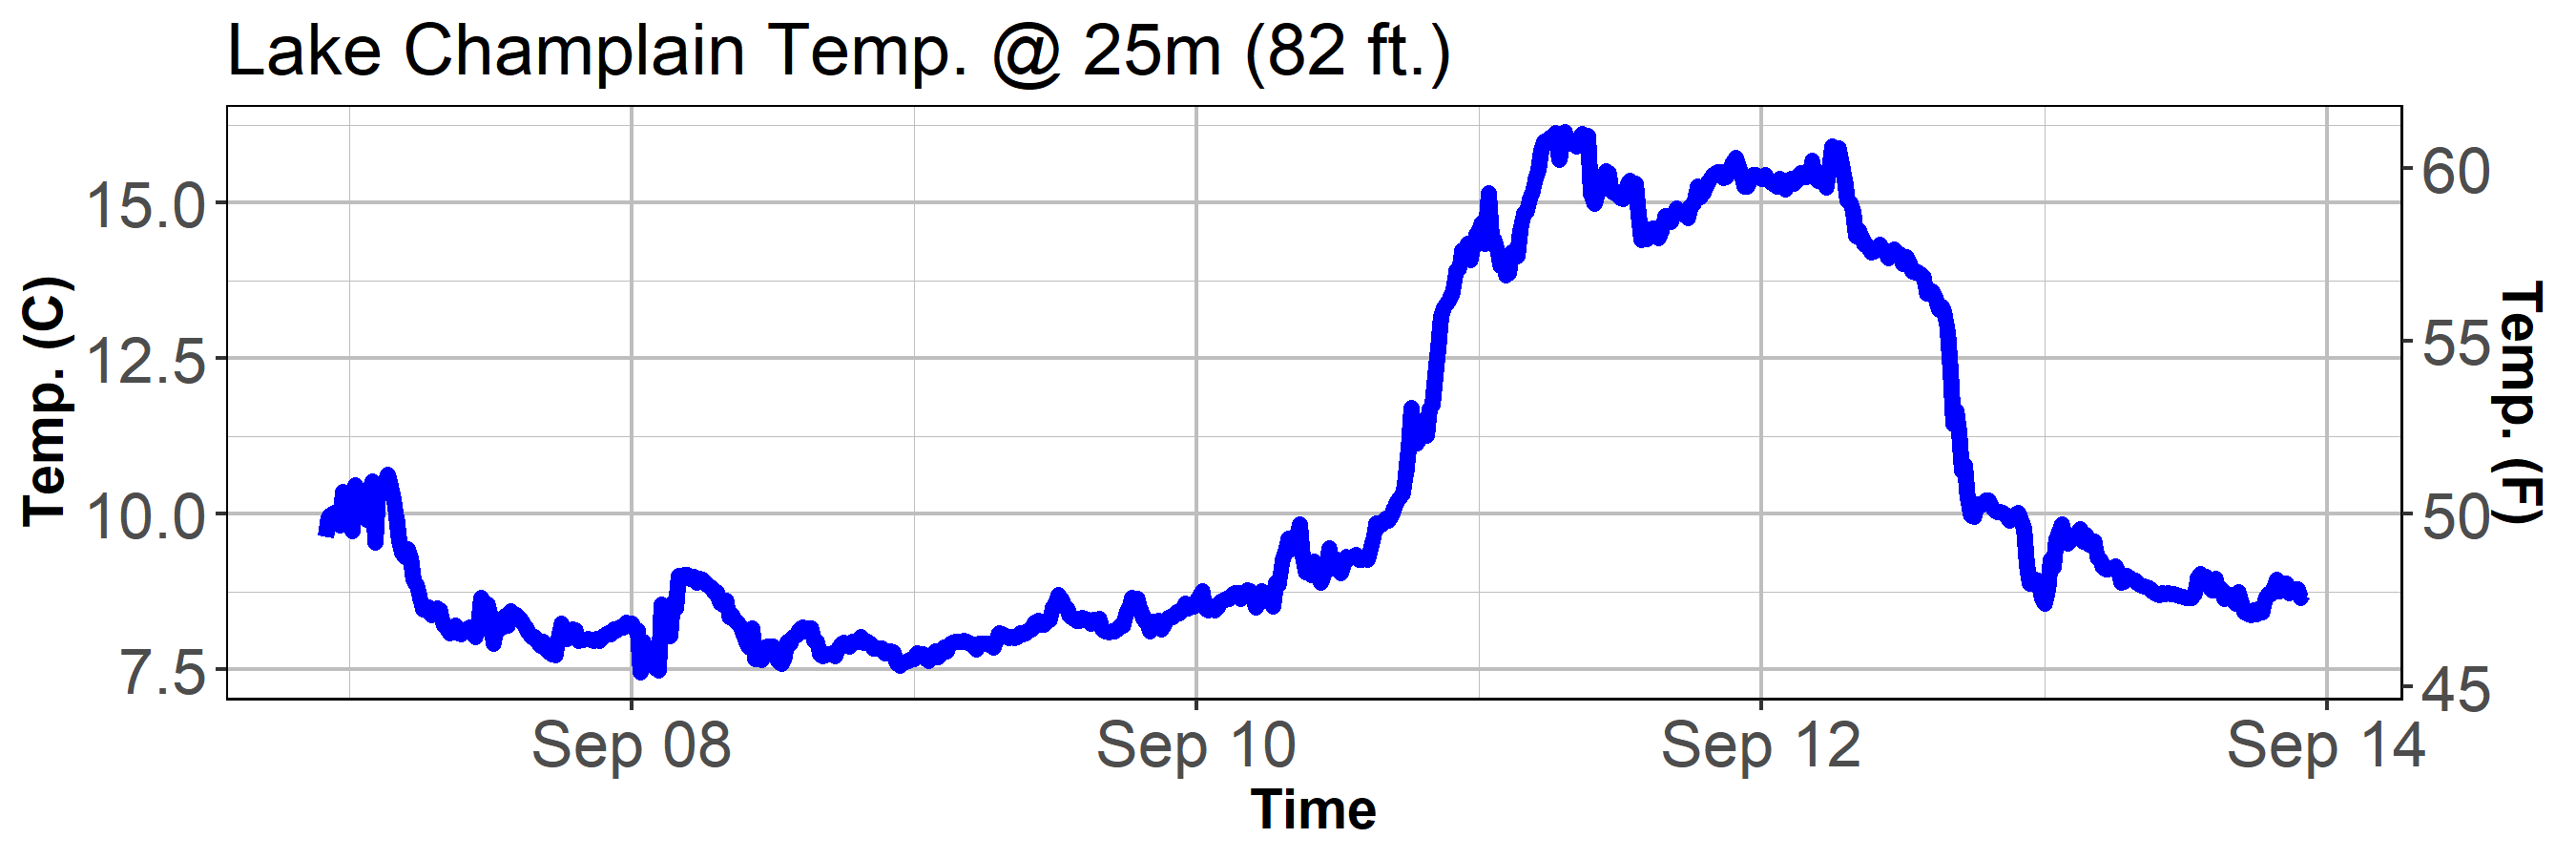 Lake Champlain Temp. @ 25m (82 ft.)
Temp. (C)
15.0
12.5
10.0
7.5
60
55
50
45
Temp. (F)
Sep 08
Sep 10
Sep 12
Sep 14
Time